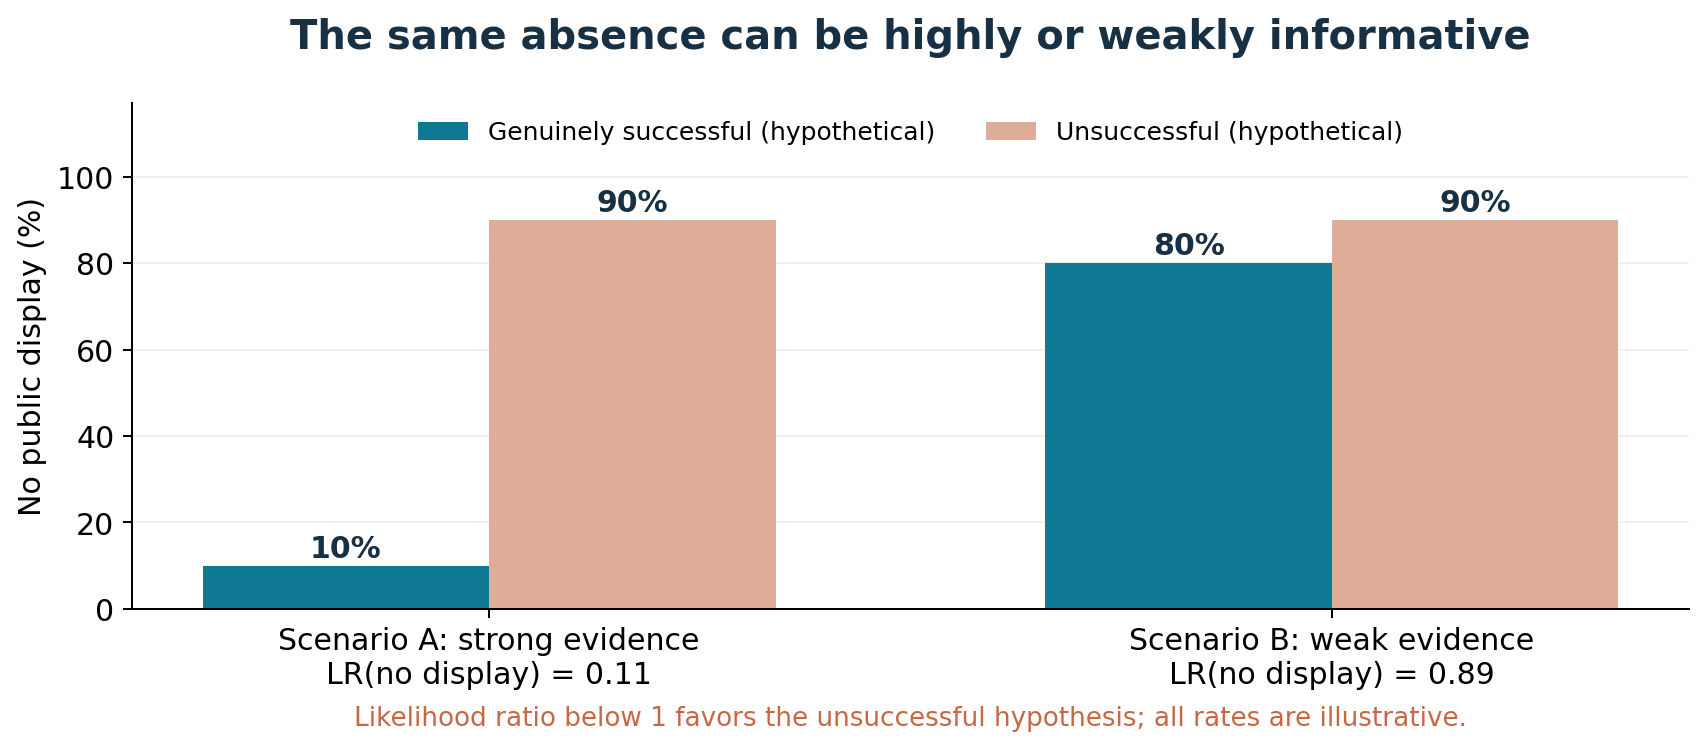 The same absence can be highly or weakly informative
Genuinely successful (hypothetical)
Unsuccessful (hypothetical)
No public display (%)
100
80
60
40
20
0
10%
90%
80%
90%
Scenario A: strong evidence
LR(no display) = 0.11
Scenario B: weak evidence
LR(no display) = 0.89
Likelihood ratio below 1 favors the unsuccessful hypothesis; all rates are illustrative.